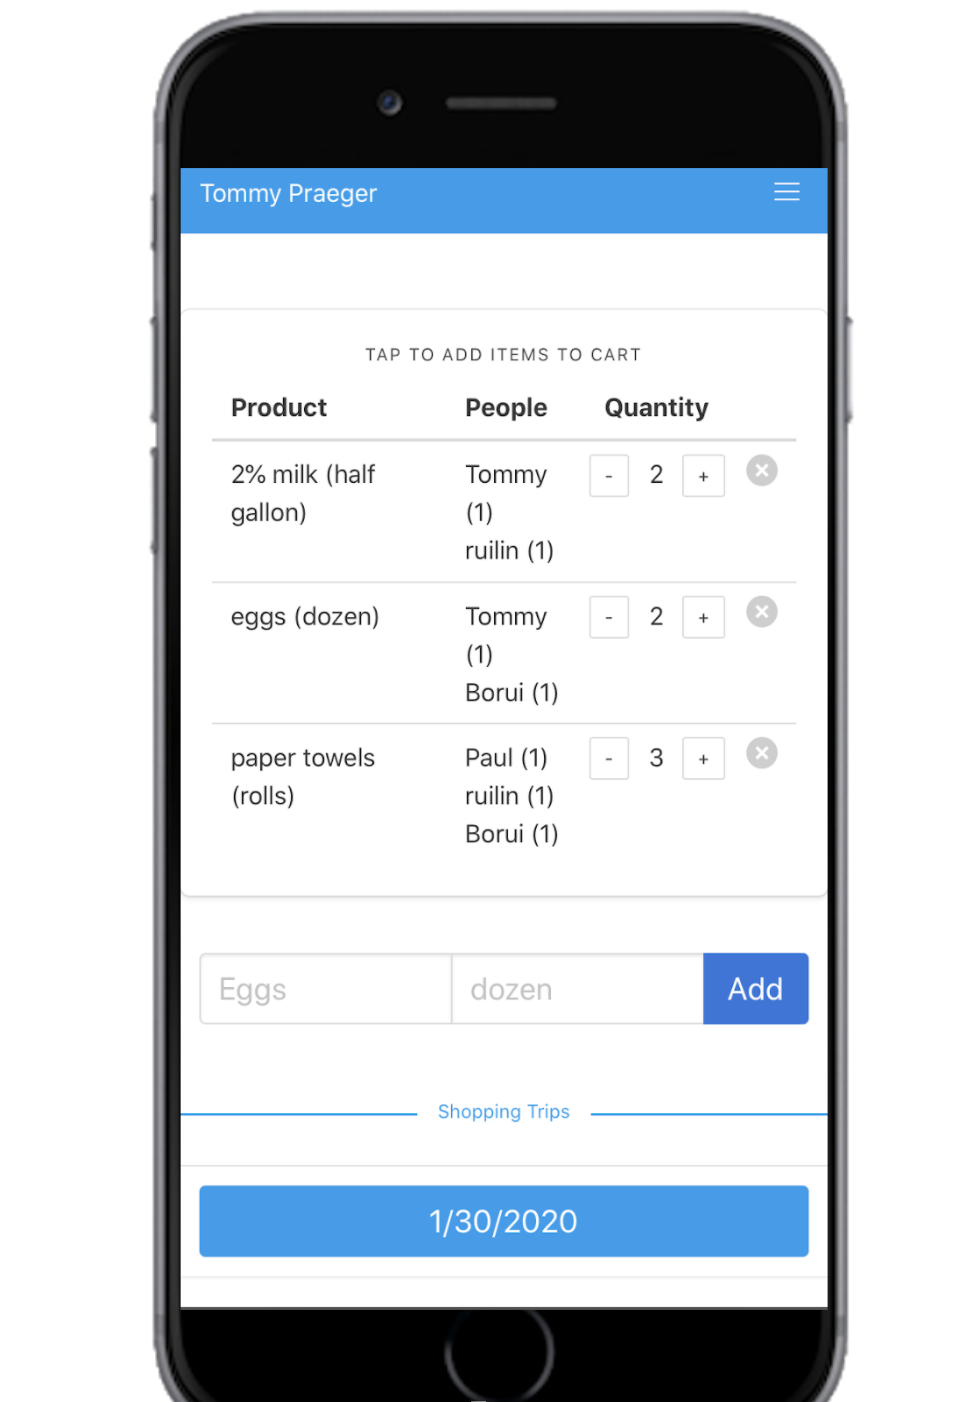 Tommy Praeger
TAP TO ADD ITEMS TO CART
Product People Quantity
2% milk (half
gallon)
Tommy
(1)
ruilin (1)
- 2 +
eggs (dozen)
Tommy
(1)
Borui (1)
- 2 +
paper towels
(rolls)
Paul (1)
ruilin (1)
Borui (1)
- 3 +
Eggs dozen Add
Shopping Trips
1/30/2020